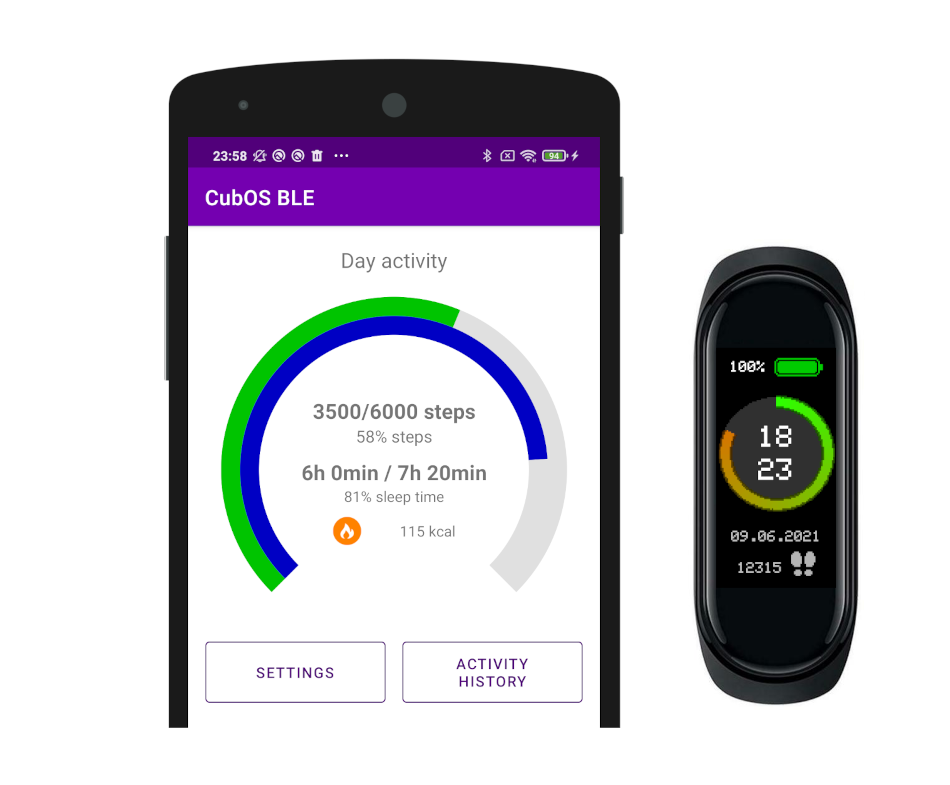 23:58
94
CubOS BLE
Day activity
3500/6000 steps
58% steps
6h 0min / 7h 20min
81% sleep time
115 kcal
SETTINGS
ACTIVITY
HISTORY
100%
18
23
09.06.2021
12315